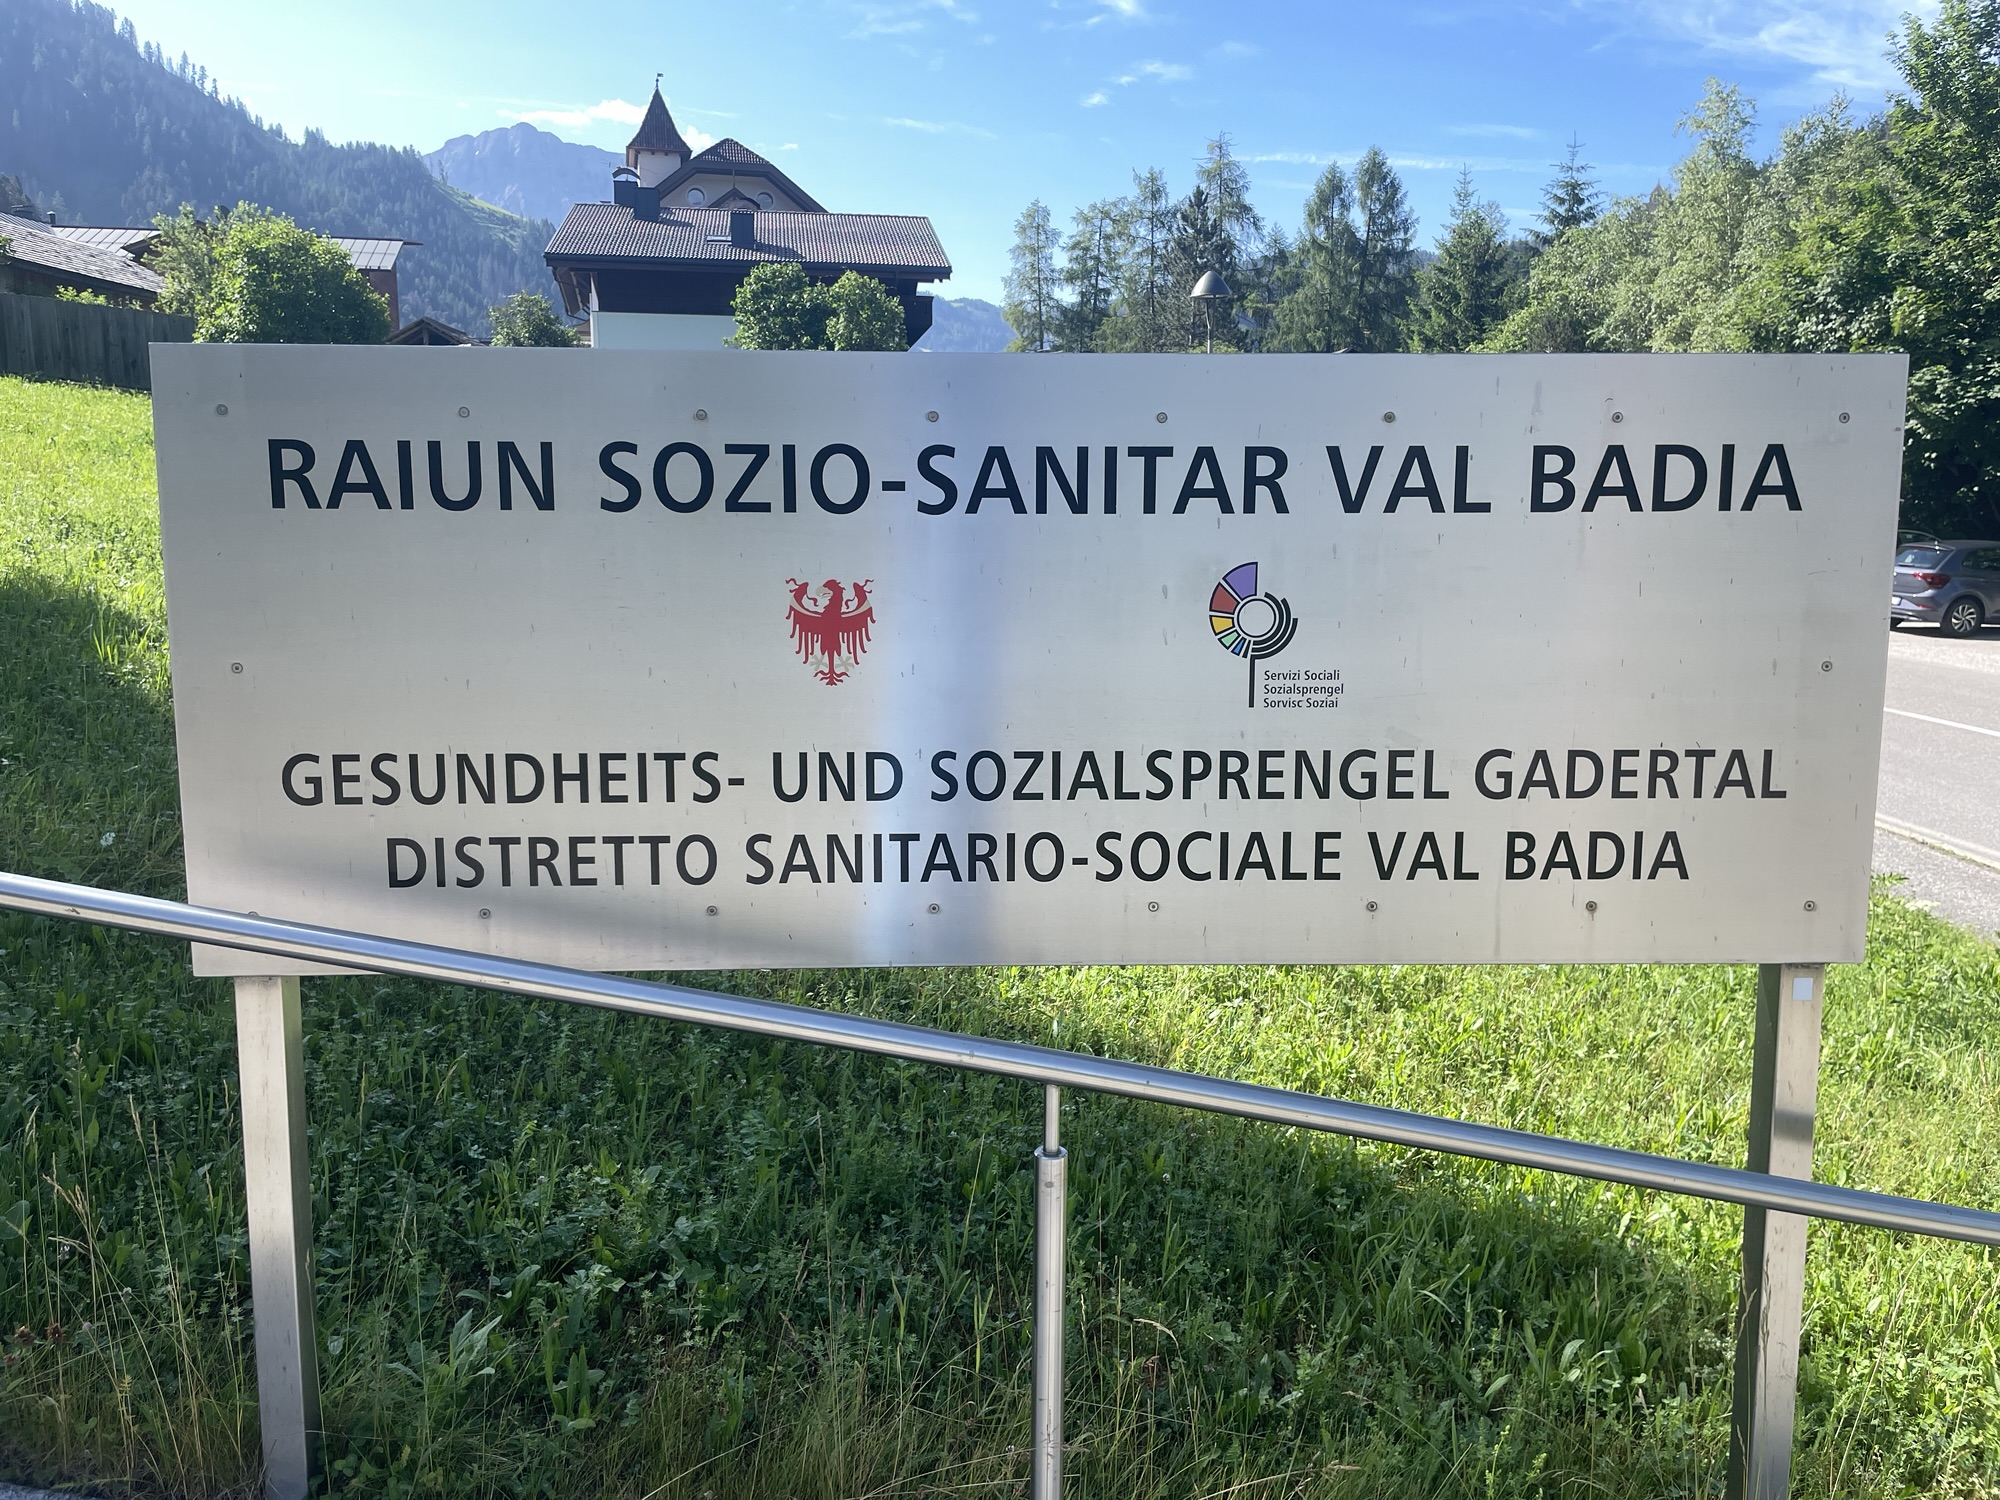 RAIUN SOZIO-SANITAR VAL BADIA
Servizi Sociali
Sozialsprengel
Sorvisc Soziai
GESUNDHEITS- UND SOZIALSPRENGEL GADERTAL
DISTRETTO SANITARIO-SOCIALE VAL BADIA